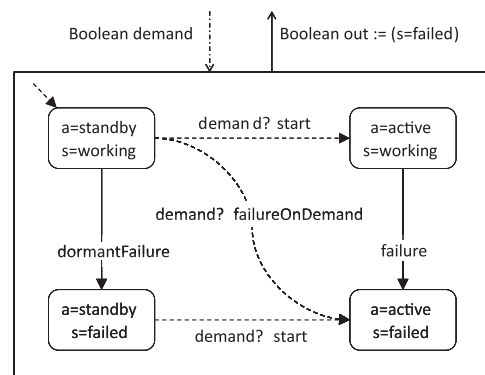 Boolean demand
Boolean out := (s=failed)
a=standby
s=working
demand? start
a=active
s=working
demand? failureOnDemand
dormantFailure
failure
a=standby
s=failed
demand? start
a=active
s=failed